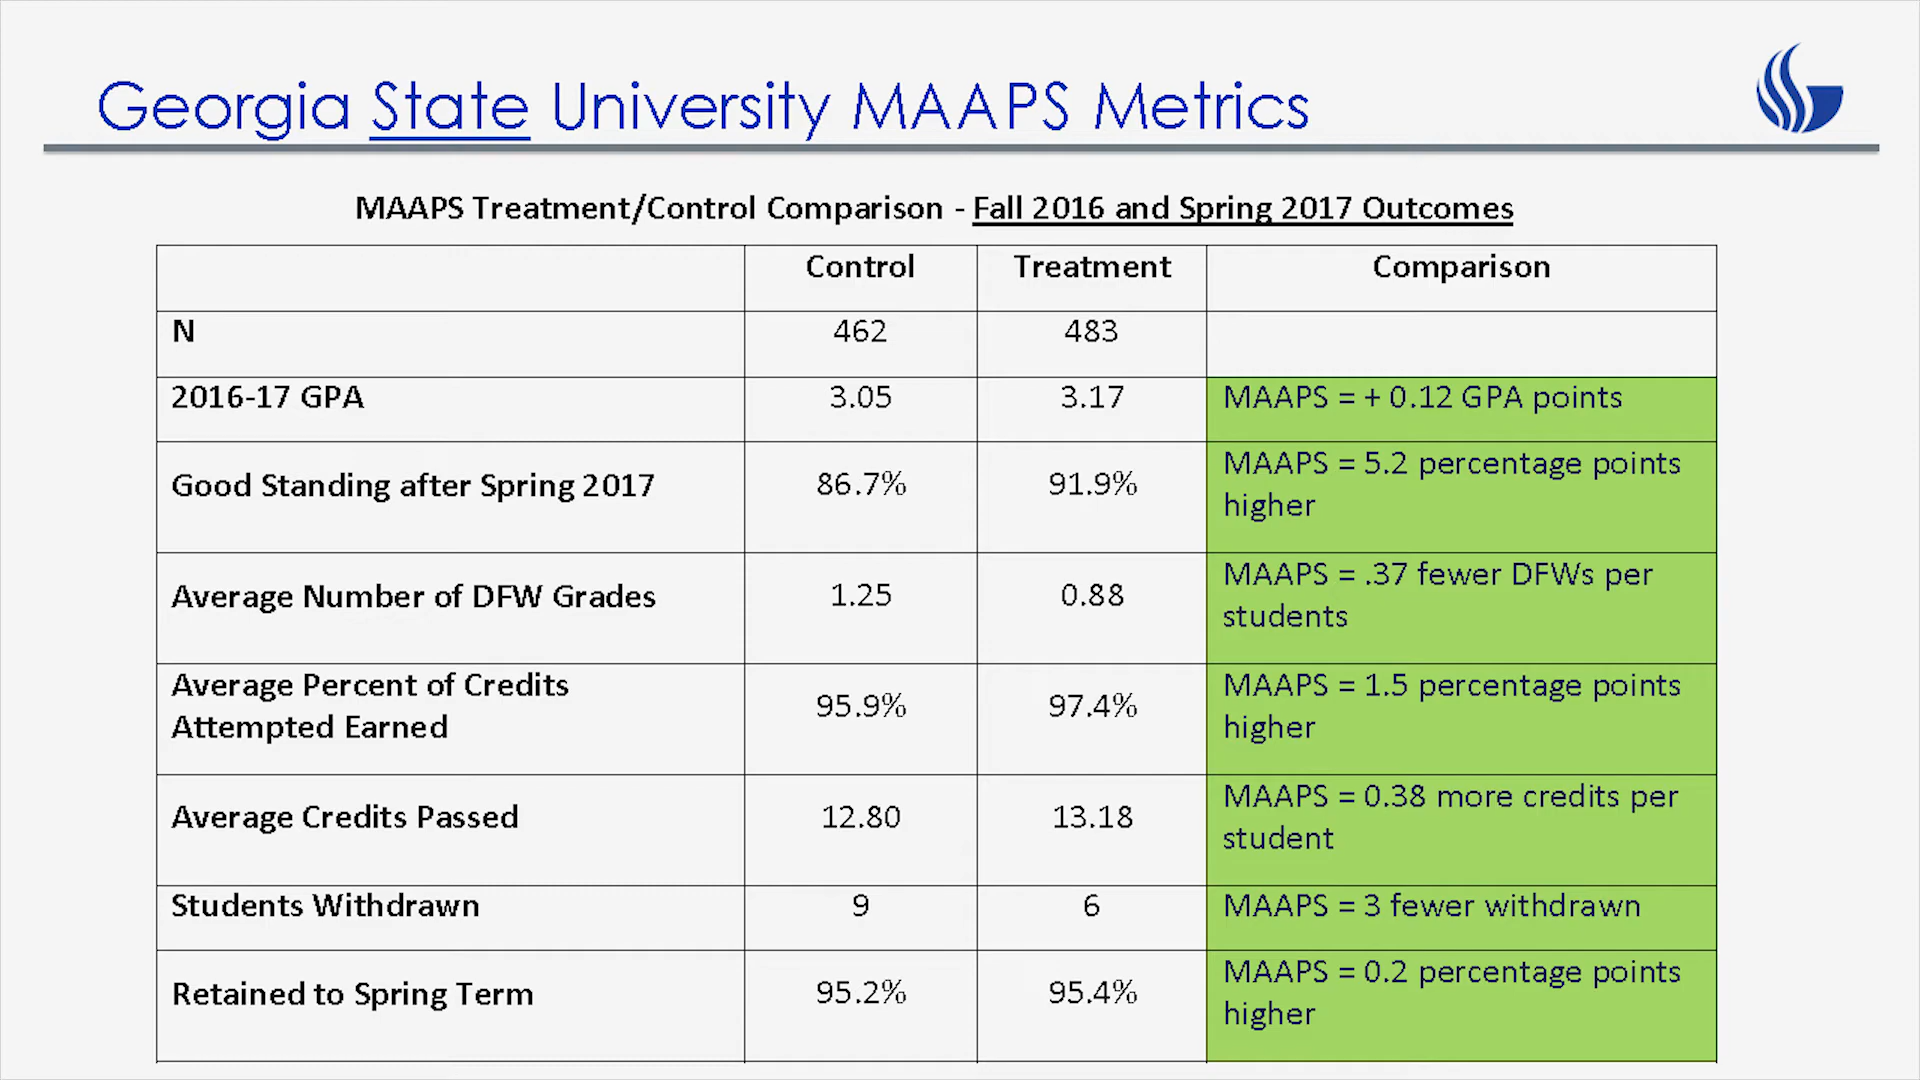 Georgia State University MAAPS Metrics
MAAPS Treatment/Control Comparison - Fall 2016 and Spring 2017 Outcomes
Control Treatment Comparison
N 462 483
2016-17 GPA 3.05 3.17 MAAPS = + 0.12 GPA points
Good Standing after Spring 2017 86.7% 91.9% MAAPS = 5.2 percentage points
higher
Average Number of DFW Grades 1.25 0.88 MAAPS = .37 fewer DFWs per
students
Average Percent of Credits
Attempted Earned 95.9% 97.4% MAAPS = 1.5 percentage points
higher
Average Credits Passed 12.80 13.18 MAAPS = 0.38 more credits per
student
Students Withdrawn 9 6 MAAPS = 3 fewer withdrawn
Retained to Spring Term 95.2% 95.4% MAAPS = 0.2 percentage points
higher